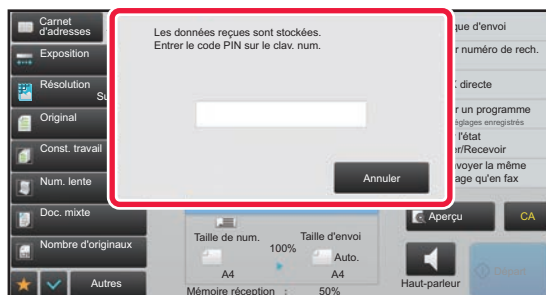 Carnet
d'adresses
Exposition
Résolution
Su
Original
Const. travail
Num. lente
Doc. mixte
Nombre d'originaux
Autres
Les données reçues sont stockées.
Entrer le code PIN sur le clav. num.
Annuler
Taille de num.
100%
Taille d'envoi
Auto.
A4
A4
Mémoire réception : 50%
que d'envoi
r numéro de rech.
directe
r un programme
églages enregistrés
l'état
er/Recevoir
nvoyer la même
age qu'en fax
Aperçu
CA
Haut-parleur